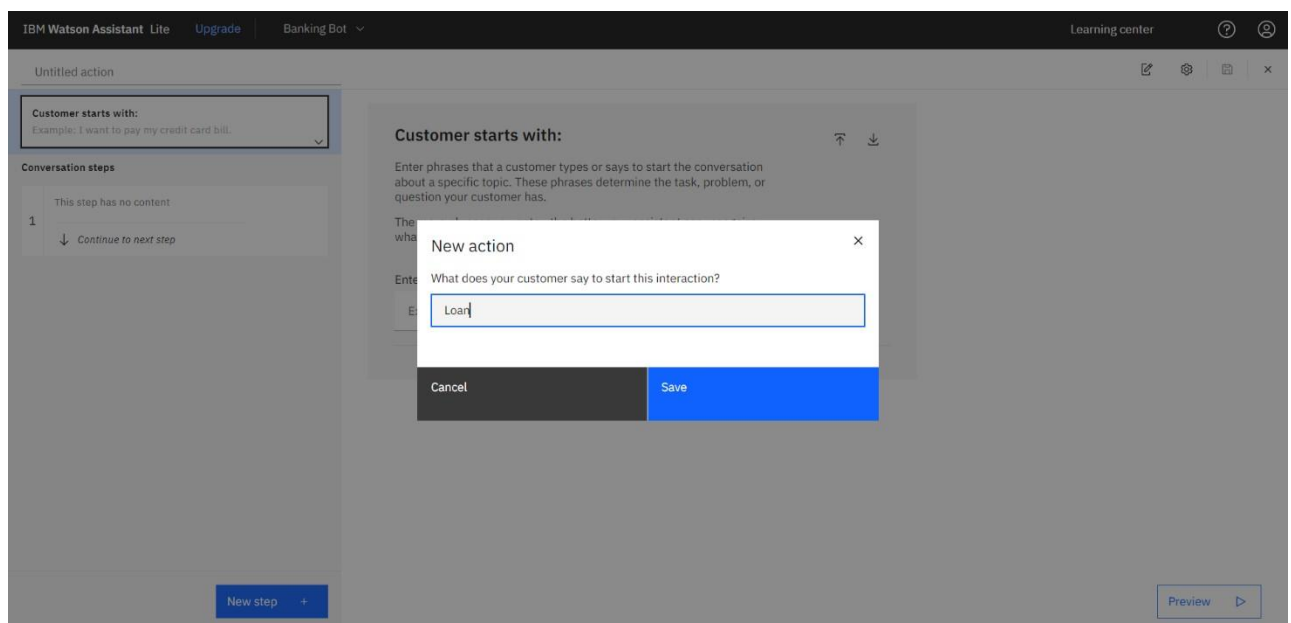 IBM Watson Assistant Lite Upgrade Banking Bot Learning center
Untitled action
Customer starts with:
Example: I want to pay my credit card bill.
Conversation steps
1
This step has no content
Continue to next step
New step +
Customer starts with:
Enter phrases that a customer types or says to start the conversation
about a specific topic. These phrases determine the task, problem, or
question your customer has.
The
wha
Ente
E
New action
What does your customer say to start this interaction?
Loan
Cancel Save
Preview